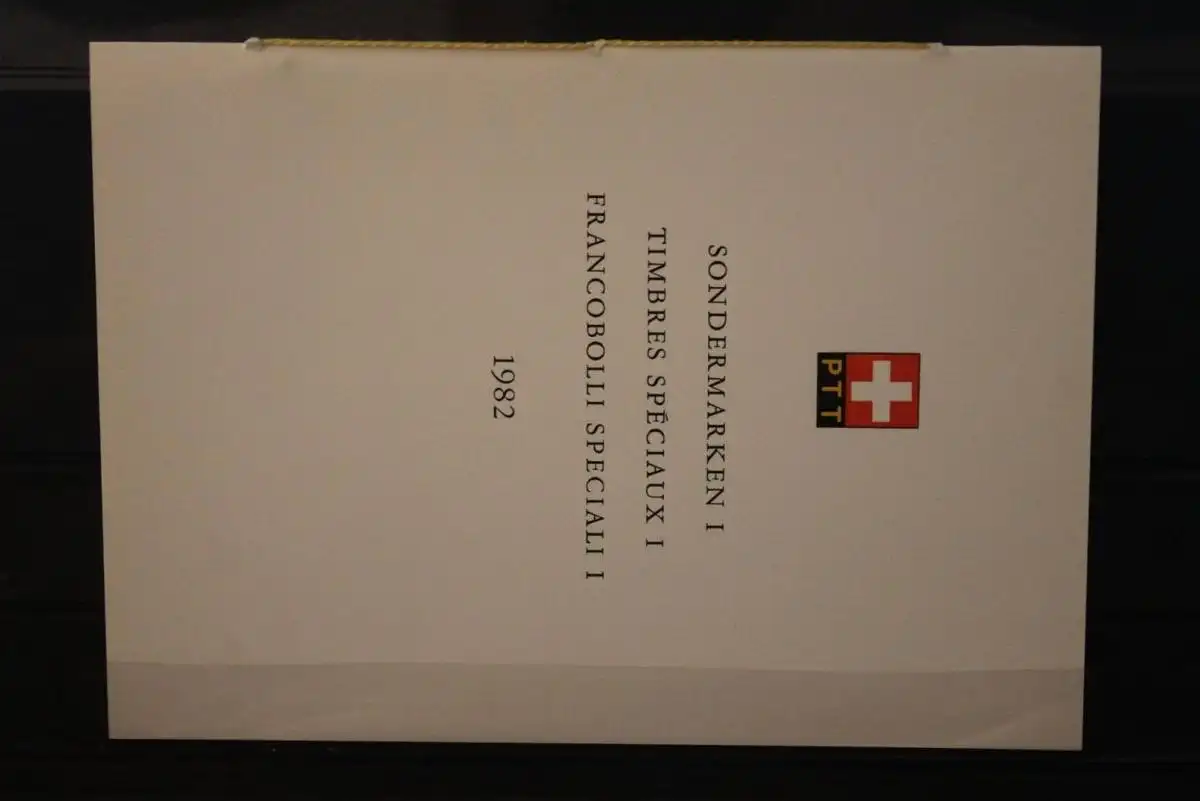 PTT
SONDERMARKEN I
TIMBRES SPÉCIAUX I
FRANCOBOLLI SPECIALI I
1982